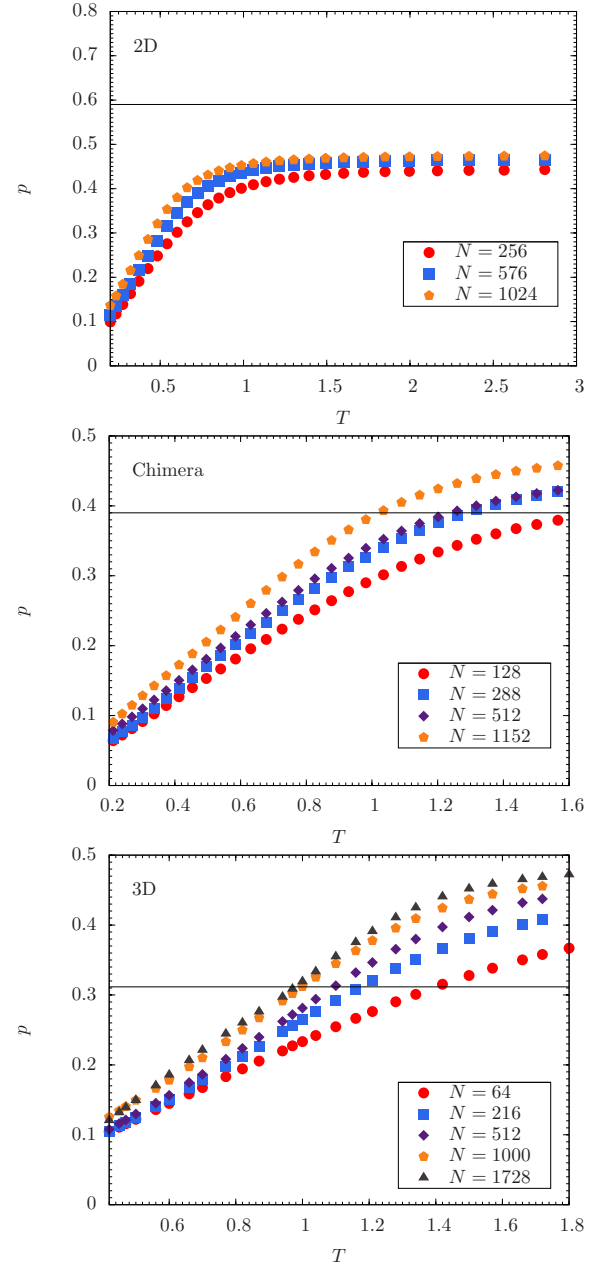 0.8
0.7
0.6
0.5
0.4
0.3
0.2
0.1
0
p
2D
N = 256
N = 576
N = 1024
0.5 1 1.5 2 2.5 3
T
0.5
0.4
0.3
0.2
0.1
0
p
Chimera
N = 128
N = 288
N = 512
N = 1152
0.2 0.4 0.6 0.8 1 1.2 1.4 1.6
T
0.5
0.4
0.3
0.2
0.1
0
p
3D
N = 64
N = 216
N = 512
N = 1000
N = 1728
0.6 0.8 1 1.2 1.4 1.6 1.8
T